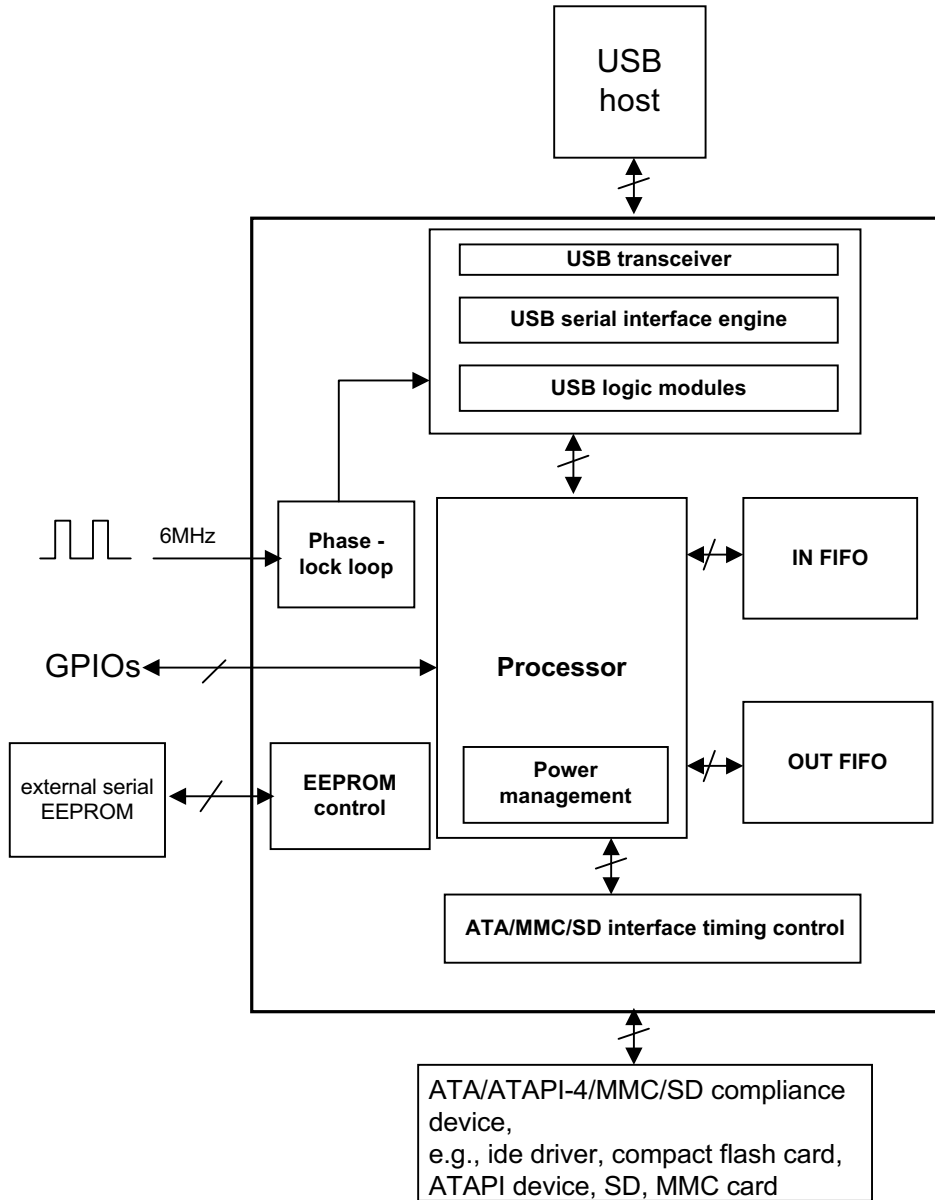 USB
host
USB transceiver
USB serial interface engine
USB logic modules
6MHz
Phase -
lock loop
IN FIFO
GPIOs
Processor
external serial
EEPROM
EEPROM
control
Power
management
OUT FIFO
ATA/MMC/SD interface timing control
ATA/ATAPI-4/MMC/SD compliance
device,
e.g., ide driver, compact flash card,
ATAPI device, SD, MMC card